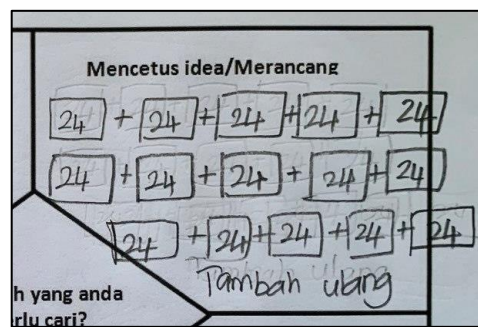 Mencetus idea/Merancang
24 + 24 + 24 + 24 + 24
24 + 24 + 24 + 24 + 24
24 + 24 + 24 + 24 + 24
Tambah ulang
h yang anda
rlu cari?